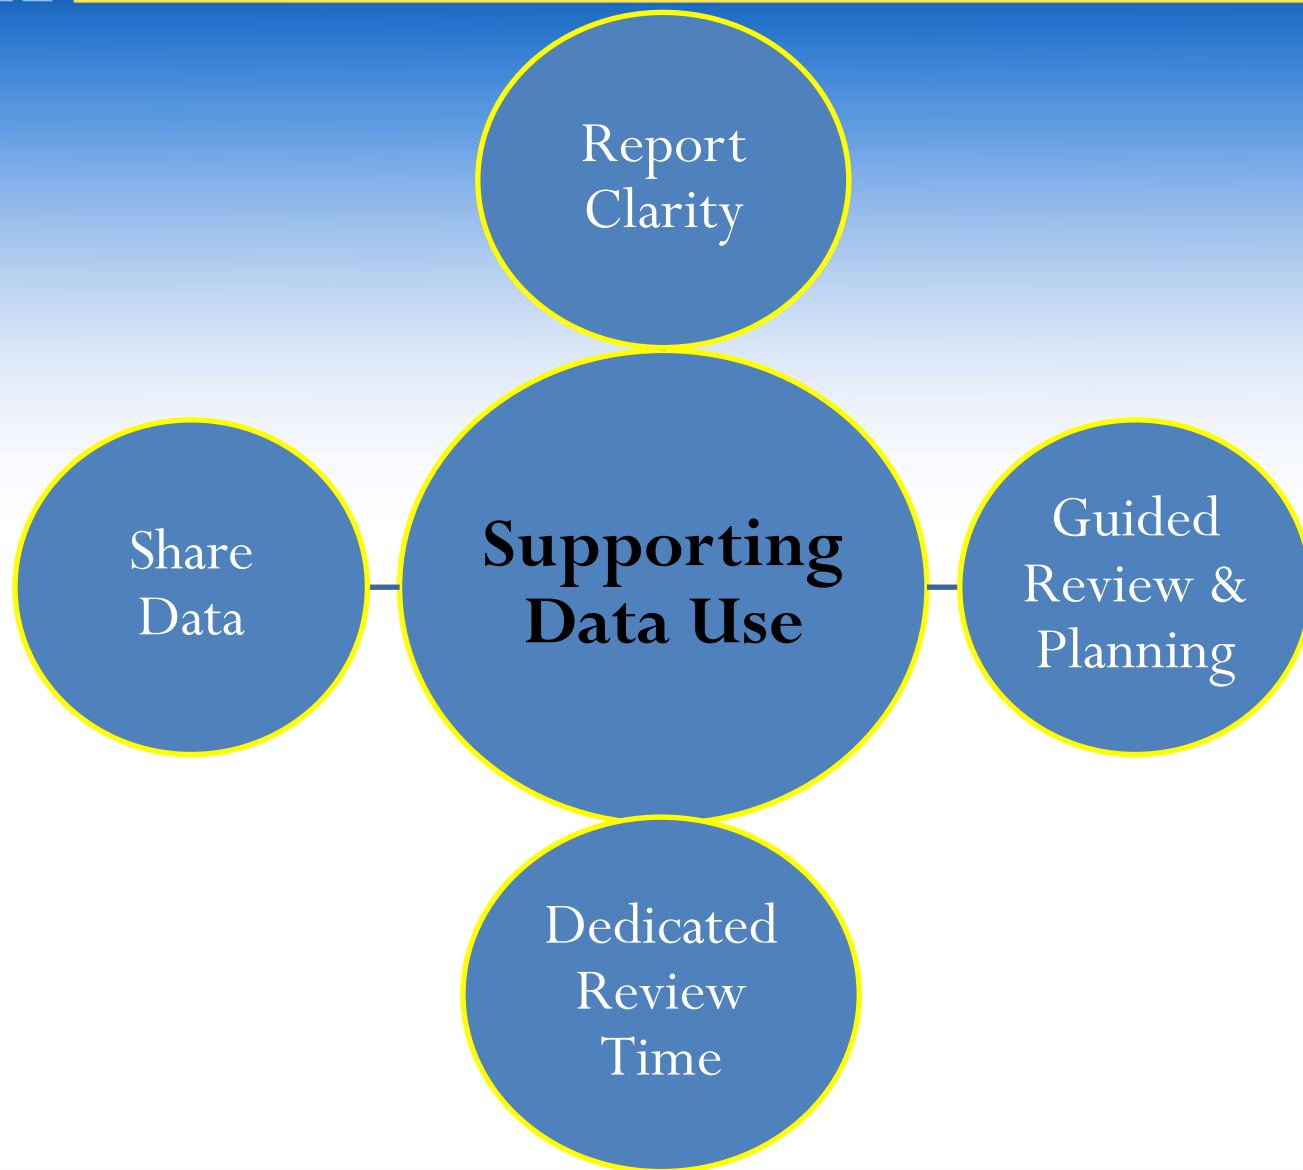 Report
Clarity
Share
Data
Supporting
Data Use
Guided
Review &
Planning
Dedicated
Review
Time